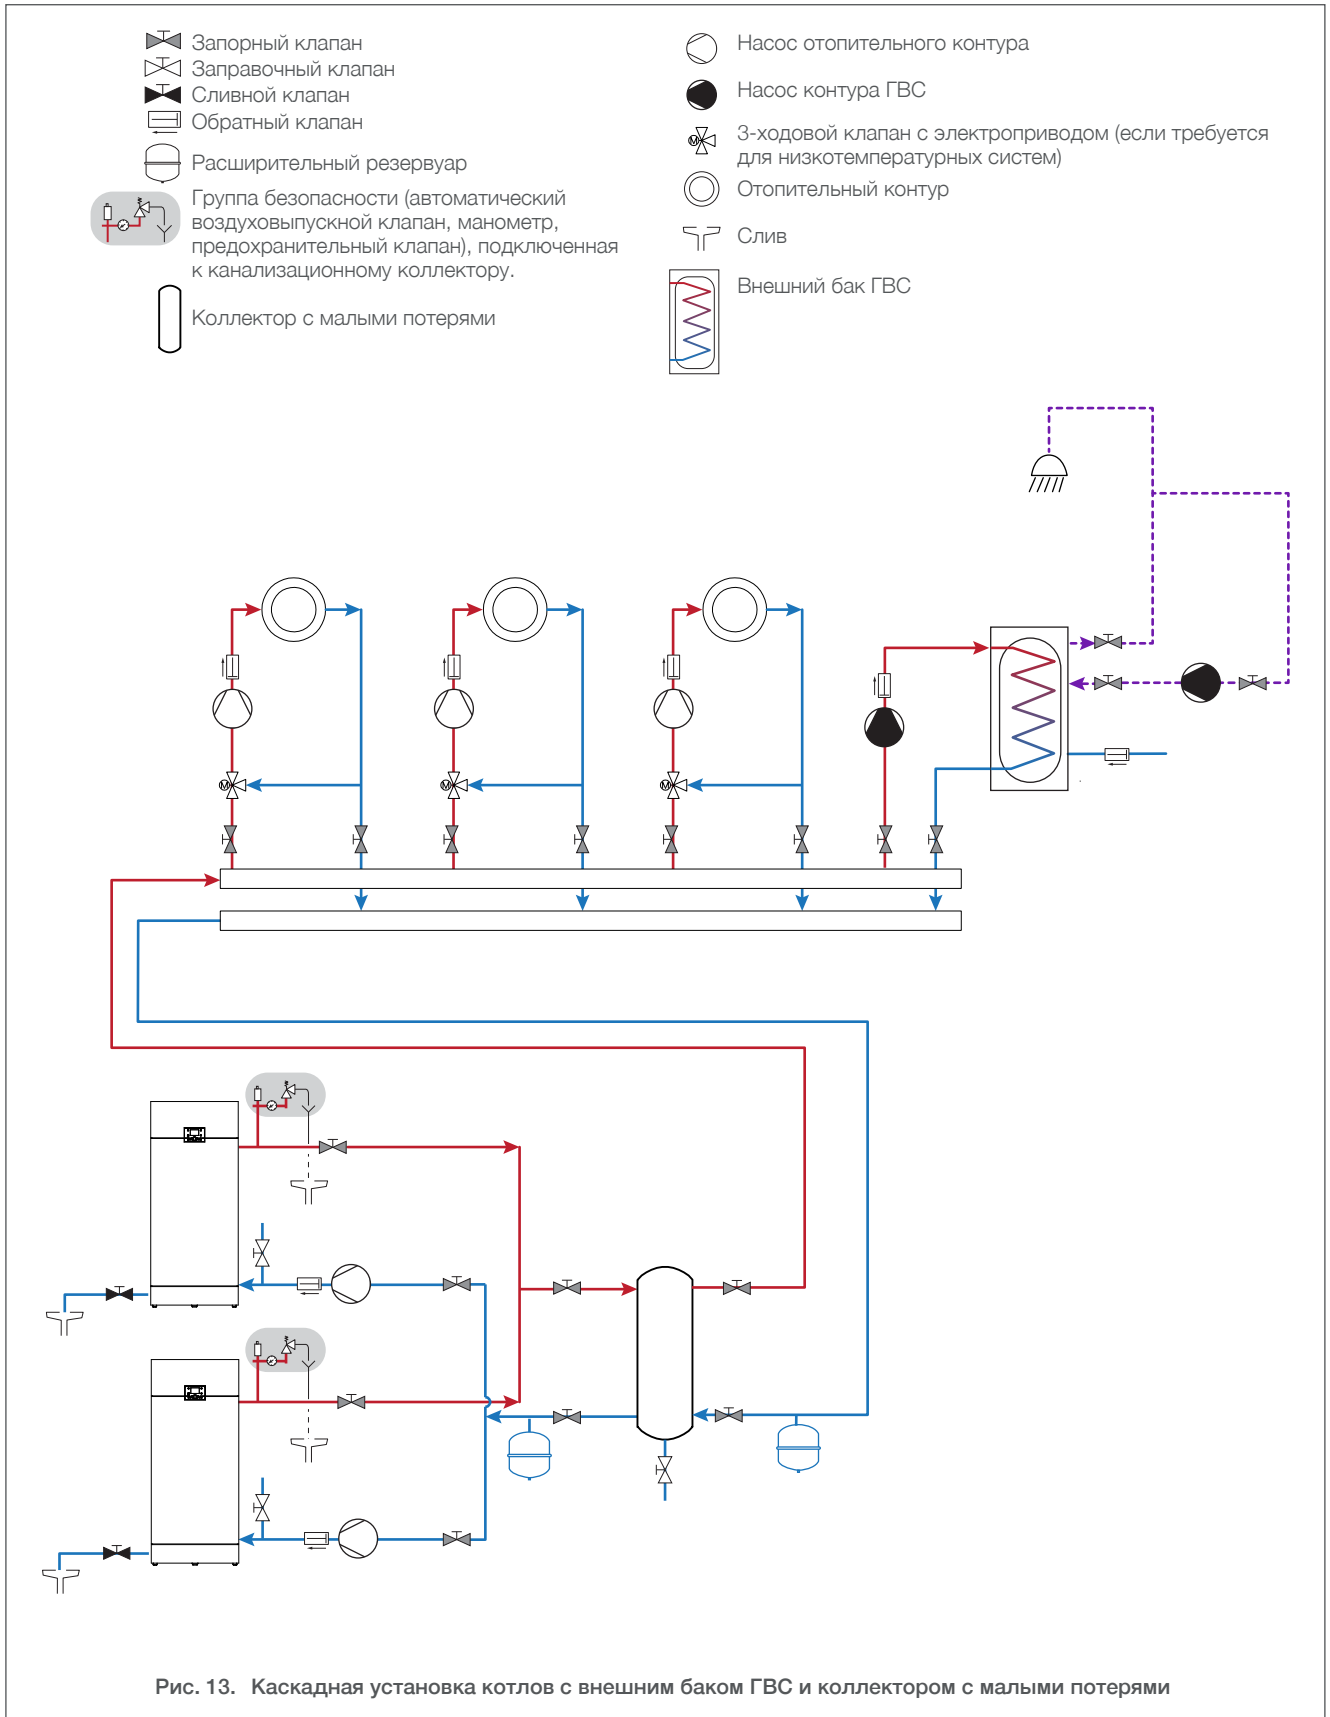 Запорный клапан
Заправочный клапан
Сливной клапан
Обратный клапан
Расширительный резервуар
Группа безопасности (автоматический
воздуховыпускной клапан, манометр,
предохранительный клапан), подключенная
к канализационному коллектору.
Коллектор с малыми потерями
Насос отопительного контура
Насос контура ГВС
M
3-ходовой клапан с электроприводом (если требуется
для низкотемпературных систем)
Отопительный контур
Слив
Внешний бак ГВС
M
M
M
Рис. 13. Каскадная установка котлов с внешним баком ГВС и коллектором с малыми потерями